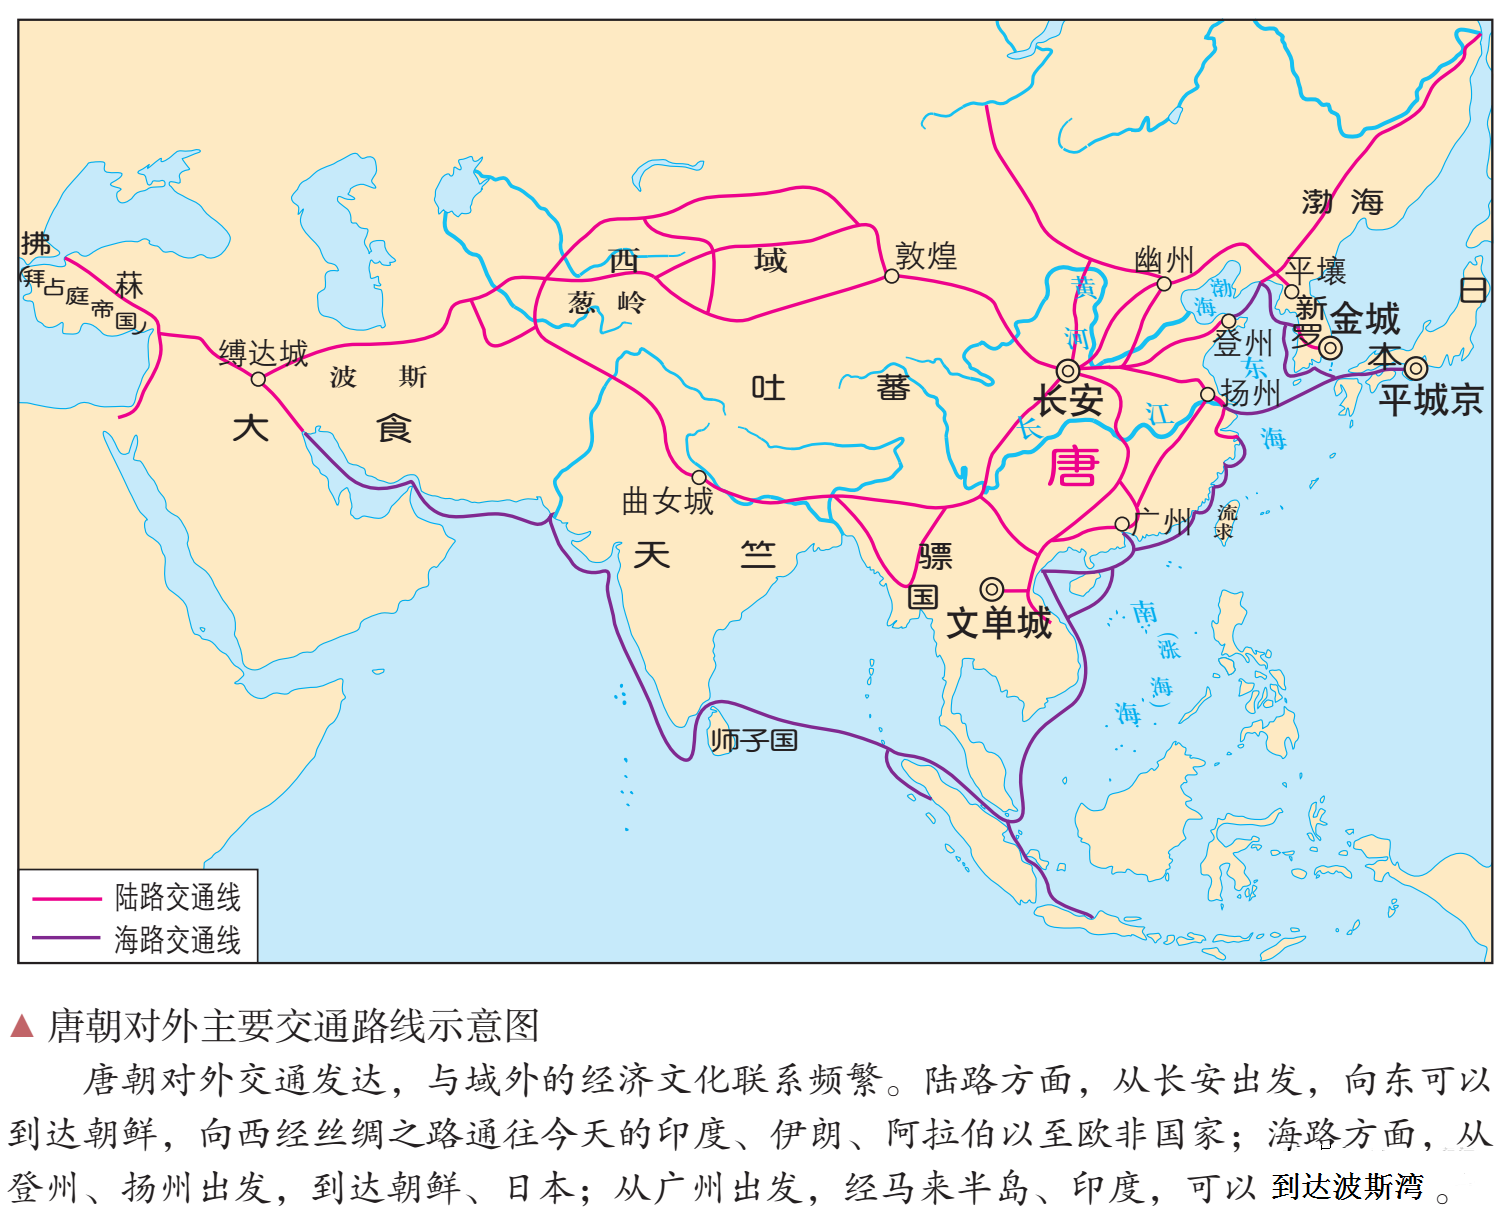 渤海
拂菻
(拜占庭帝国)
西域
敦煌
幽州
平壤
黄河
渤海
日本
葱岭
新罗
金城
缚达城
登州
波斯
吐蕃
长安
东海
平城京
扬州
大食
长江
唐
曲女城
广州
流求
天竺
骠国
文单城
南海
(涨海)
师子国
陆路交通线
海路交通线
▲ 唐朝对外主要交通路线示意图
唐朝对外交通发达，与域外的经济文化联系频繁。陆路方面，从长安出发，向东可以
到达朝鲜，向西经丝绸之路通往今天的印度、伊朗、阿拉伯以至欧非国家；海路方面，从
登州、扬州出发，到达朝鲜、日本；从广州出发，经马来半岛、印度，可以 到达波斯湾 。